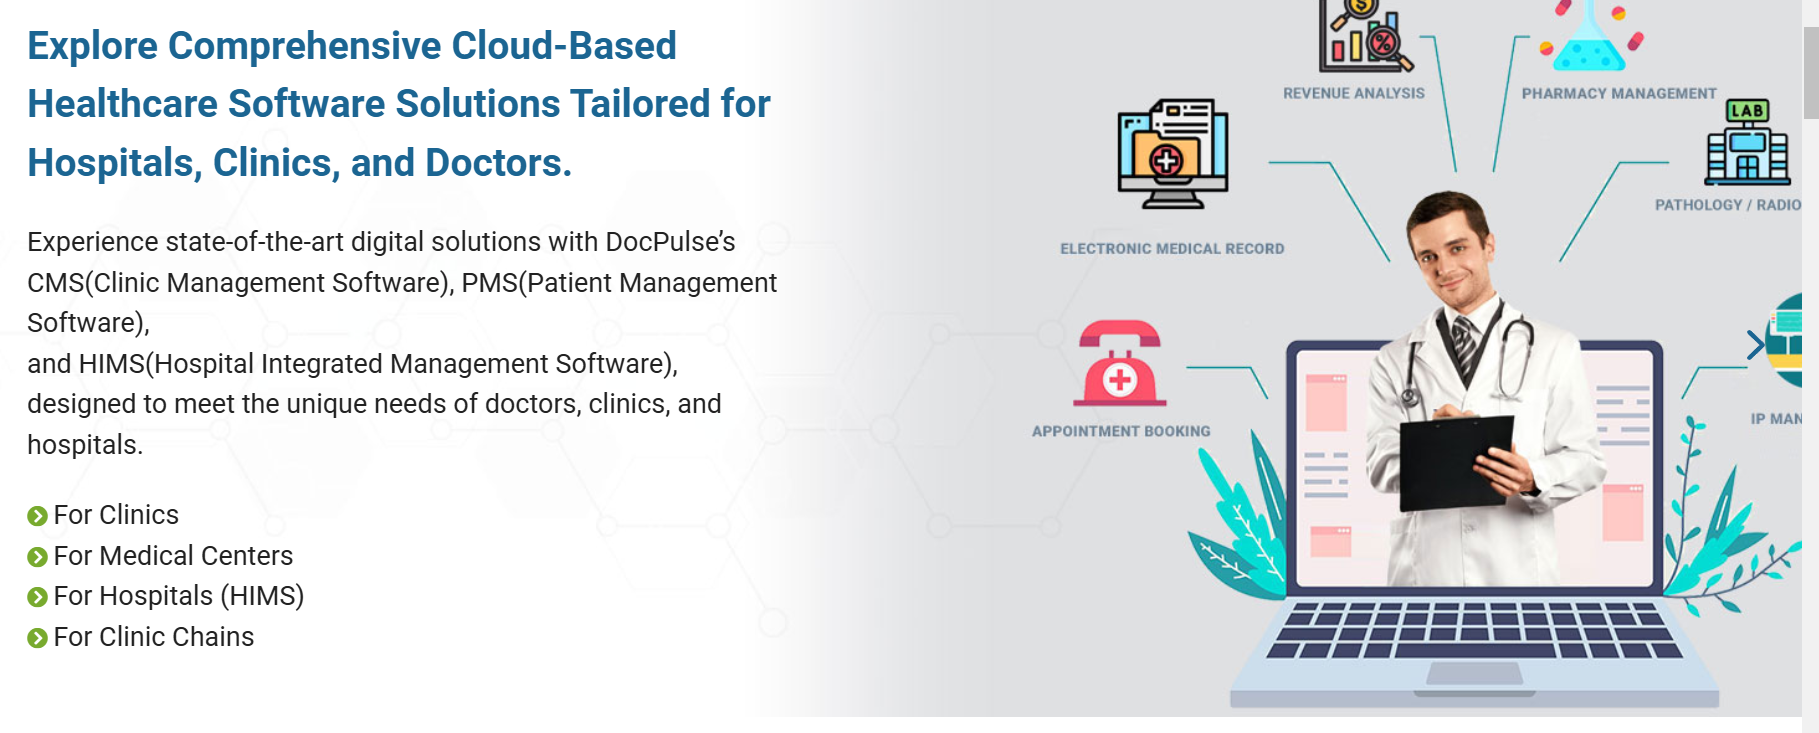 Explore Comprehensive Cloud-Based
Healthcare Software Solutions Tailored for
Hospitals, Clinics, and Doctors.
Experience state-of-the-art digital solutions with DocPulse’s
CMS(Clinic Management Software), PMS(Patient Management
Software),
and HIMS(Hospital Integrated Management Software),
designed to meet the unique needs of doctors, clinics, and
hospitals.
For Clinics
For Medical Centers
For Hospitals (HIMS)
For Clinic Chains
REVENUE ANALYSIS
PHARMACY MANAGEMENT
LAB
ELECTRONIC MEDICAL RECORD
PATHOLOGY / RADIO
APPOINTMENT BOOKING
IP MAN